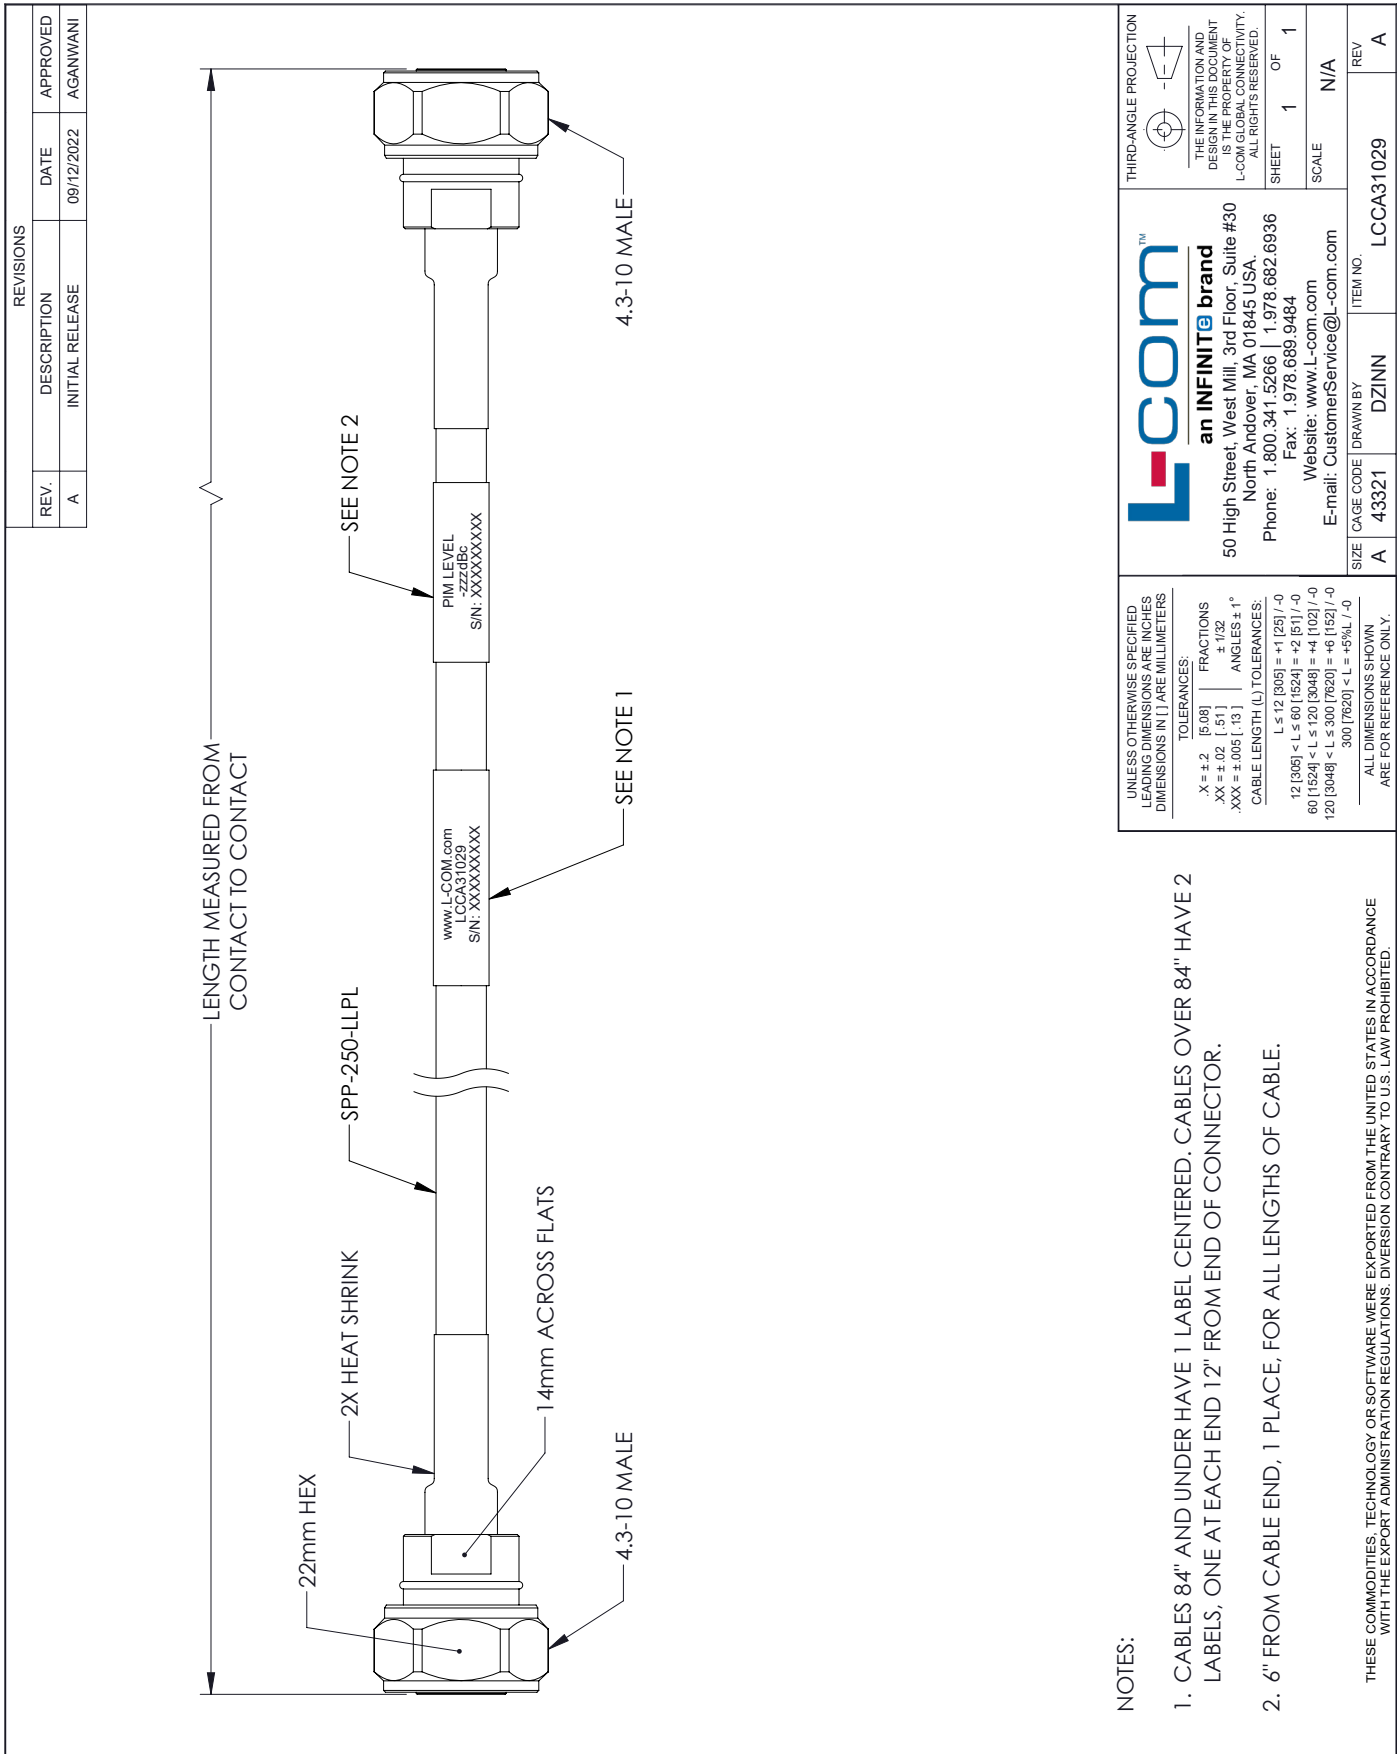 REVISIONS
REV. DESCRIPTION DATE APPROVED
A INITIAL RELEASE 09/12/2022 AGANWANI
LENGTH MEASURED FROM
CONTACT TO CONTACT
22mm HEX
2X HEAT SHRINK
SPP-250-LLPL
SEE NOTE 2
www.L-COM.com
LCCA31029
S/N: XXXXXXXXX
PIM LEVEL
-zzzdBc
S/N: XXXXXXXXX
4.3-10 MALE
14mm ACROSS FLATS
SEE NOTE 1
4.3-10 MALE
NOTES:
1. CABLES 84" AND UNDER HAVE 1 LABEL CENTERED. CABLES OVER 84" HAVE 2
LABELS, ONE AT EACH END 12" FROM END OF CONNECTOR.
2. 6" FROM CABLE END, 1 PLACE, FOR ALL LENGTHS OF CABLE.
THESE COMMODITIES, TECHNOLOGY OR SOFTWARE WERE EXPORTED FROM THE UNITED STATES IN ACCORDANCE
WITH THE EXPORT ADMINISTRATION REGULATIONS. DIVERSION CONTRARY TO U.S. LAW PROHIBITED.
UNLESS OTHERWISE SPECIFIED
LEADING DIMENSIONS ARE INCHES
DIMENSIONS IN [ ] ARE MILLIMETERS
TOLERANCES:
.X = ±.2 [5.08] FRACTIONS
.XX = ±.02 [.51] ± 1/32
.XXX = ±.005 [.13] ANGLES ± 1°
CABLE LENGTH (L) TOLERANCES:
L ≤ 12 [305] = +1 [25] / -0
12 [305] < L ≤ 60 [1524] = +2 [51] / -0
60 [1524] < L ≤ 120 [3048] = +4 [102] / -0
120 [3048] < L ≤ 300 [7620] = +6 [152] / -0
300 [7620] < L = +5%L / -0
ALL DIMENSIONS SHOWN
ARE FOR REFERENCE ONLY.
L-com™
an INFINITe brand
50 High Street, West Mill, 3rd Floor, Suite #30
North Andover, MA 01845 USA.
Phone: 1.800.341.5266 | 1.978.682.6936
Fax: 1.978.689.9484
Website: www.L-com.com
E-mail: CustomerService@L-com.com
THIRD-ANGLE PROJECTION
THE INFORMATION AND
DESIGN IN THIS DOCUMENT
IS THE PROPERTY OF
L-COM GLOBAL CONNECTIVITY.
ALL RIGHTS RESERVED.
SHEET 1 OF 1
SCALE N/A
SIZE A
CAGE CODE 43321
DRAWN BY DZINN
ITEM NO. LCCA31029
REV A